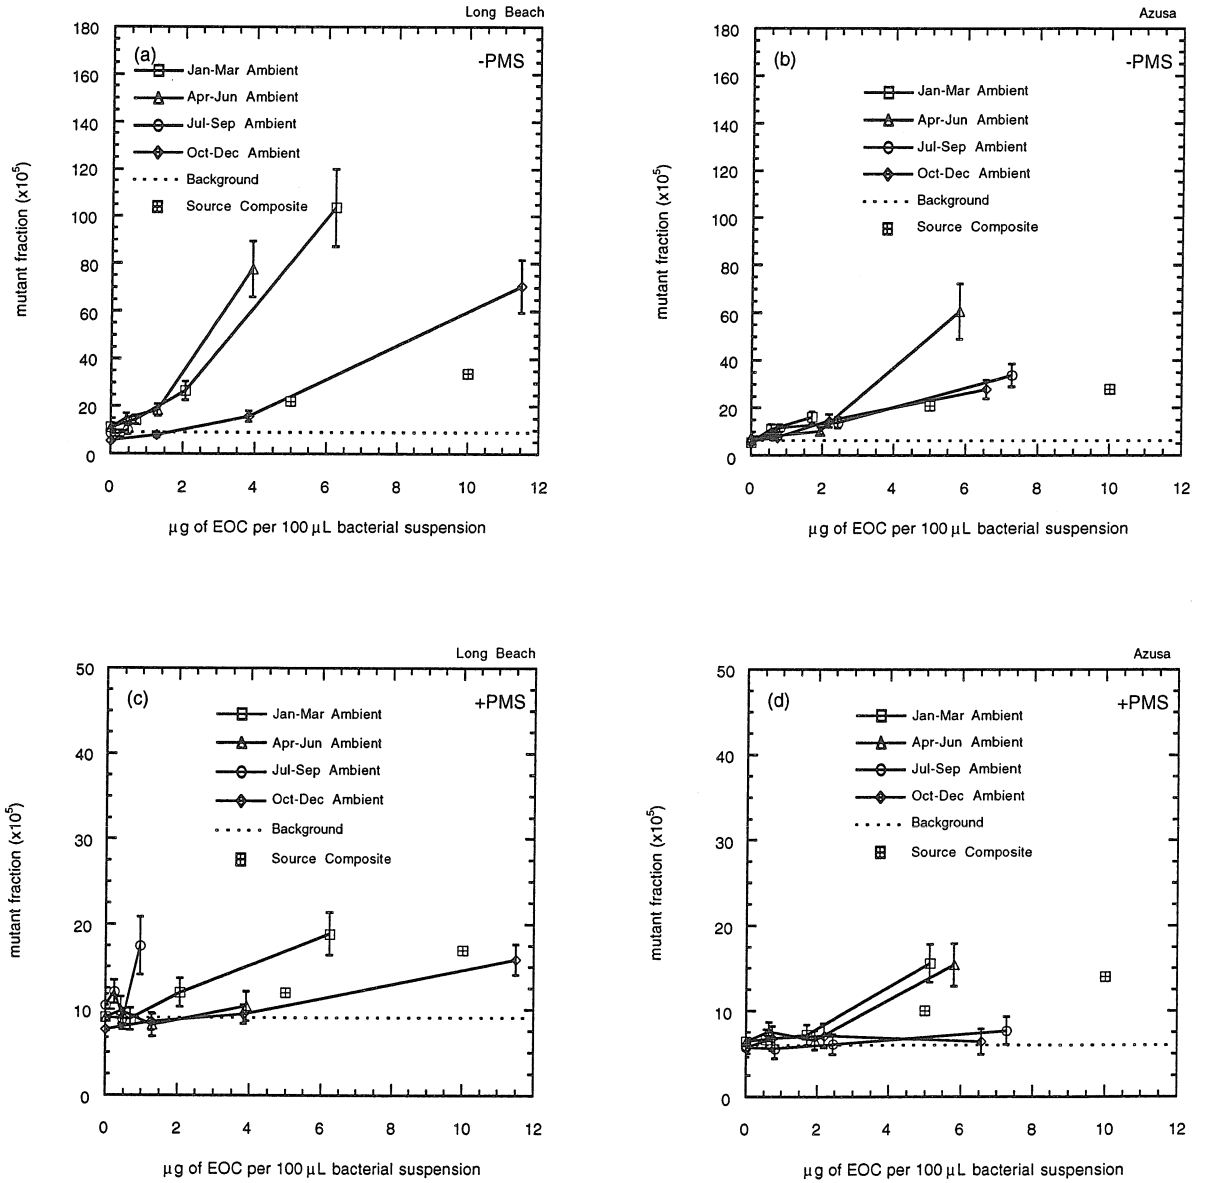 Long Beach
(a)
-PMS
Jan-Mar Ambient
Apr-Jun Ambient
Jul-Sep Ambient
Oct-Dec Ambient
Background
Source Composite
mutant fraction (x10⁵)
180
160
140
120
100
80
60
40
20
0
0 2 4 6 8 10 12
µg of EOC per 100 µL bacterial suspension
Azusa
(b)
-PMS
Jan-Mar Ambient
Apr-Jun Ambient
Jul-Sep Ambient
Oct-Dec Ambient
Background
Source Composite
mutant fraction (x10⁵)
180
160
140
120
100
80
60
40
20
0
0 2 4 6 8 10 12
µg of EOC per 100 µL bacterial suspension
Long Beach
(c)
+PMS
Jan-Mar Ambient
Apr-Jun Ambient
Jul-Sep Ambient
Oct-Dec Ambient
Background
Source Composite
mutant fraction (x10⁵)
50
40
30
20
10
0
0 2 4 6 8 10 12
µg of EOC per 100 µL bacterial suspension
Azusa
(d)
+PMS
Jan-Mar Ambient
Apr-Jun Ambient
Jul-Sep Ambient
Oct-Dec Ambient
Background
Source Composite
mutant fraction (x10⁵)
50
40
30
20
10
0
0 2 4 6 8 10 12
µg of EOC per 100 µL bacterial suspension